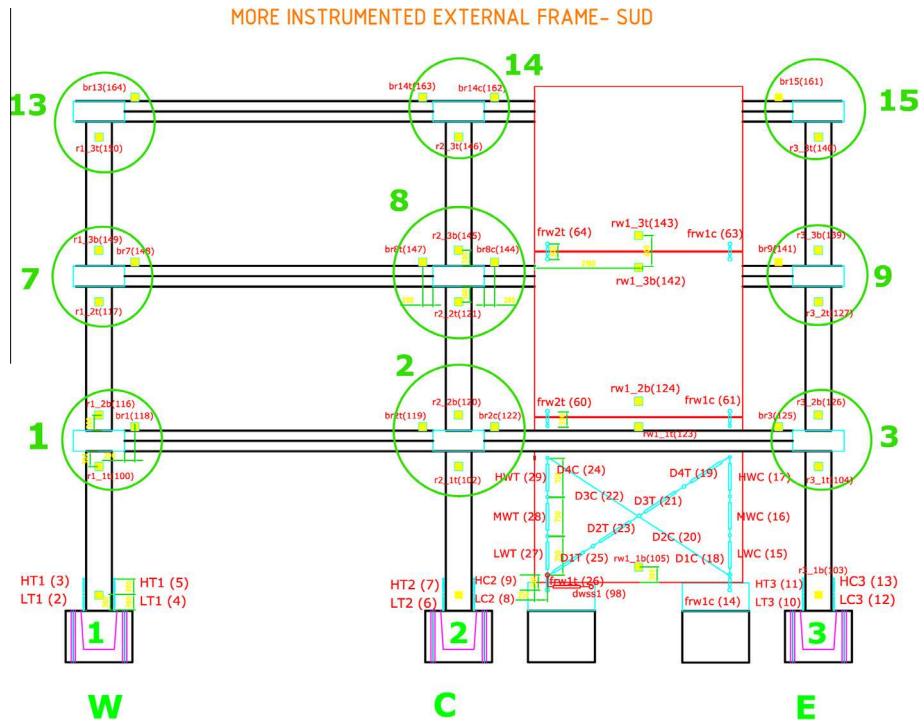 MORE INSTRUMENTED EXTERNAL FRAME- SUD
14
13
15
br13(164)
br14t(163)
br14c(162)
br15(161)
r1_3t(150)
r2_3t(146)
r3_3t(140)
8
7
9
r1_3b(149)
br7(148)
r2_3b(145)
br8t(147)
br8c(144)
frw2t (64)
rw1_3t(143)
frw1c (63)
r3_3b(139)
br9(141)
rw1_3b(142)
r1_2t(117)
r2_2t(121)
r3_2t(127)
2
1
3
r1_2b(116)
br1(118)
r2_2b(120)
br2t(119)
br2c(122)
frw2t (60)
rw1_2b(124)
frw1c (61)
r3_2b(126)
br3(125)
rw1_1t(123)
r1_1t(100)
r2_1t(102)
r3_1t(104)
HWT (29)
D4C (24)
D4T (19)
HWC (17)
D3C (22)
D3T (21)
MWT (28)
D2T (23)
D2C (20)
MWC (16)
LWT (27)
D1T (25)
rw1_1b(105)
D1C (18)
LWC (15)
r3_1b(103)
HT1 (3)
HT1 (5)
HT2 (7)
HC2 (9)
frw1t (26)
HT3 (11)
HC3 (13)
LT1 (2)
LT1 (4)
LT2 (6)
LC2 (8)
dwss1 (98)
frw1c (14)
LT3 (10)
LC3 (12)
1
2
3
W
C
E